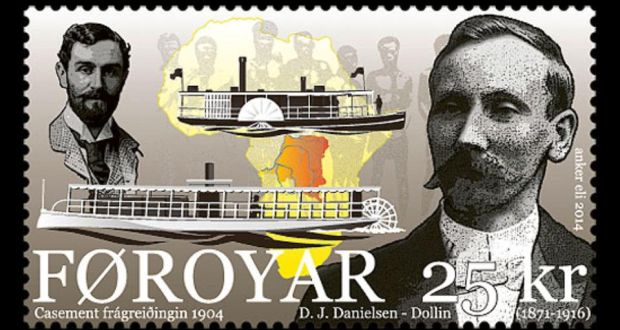 anker eli 2014
FØROYAR 25 kr
Casement frágreiðingin 1904 D. J. Danielsen - Dollin (1871-1916)